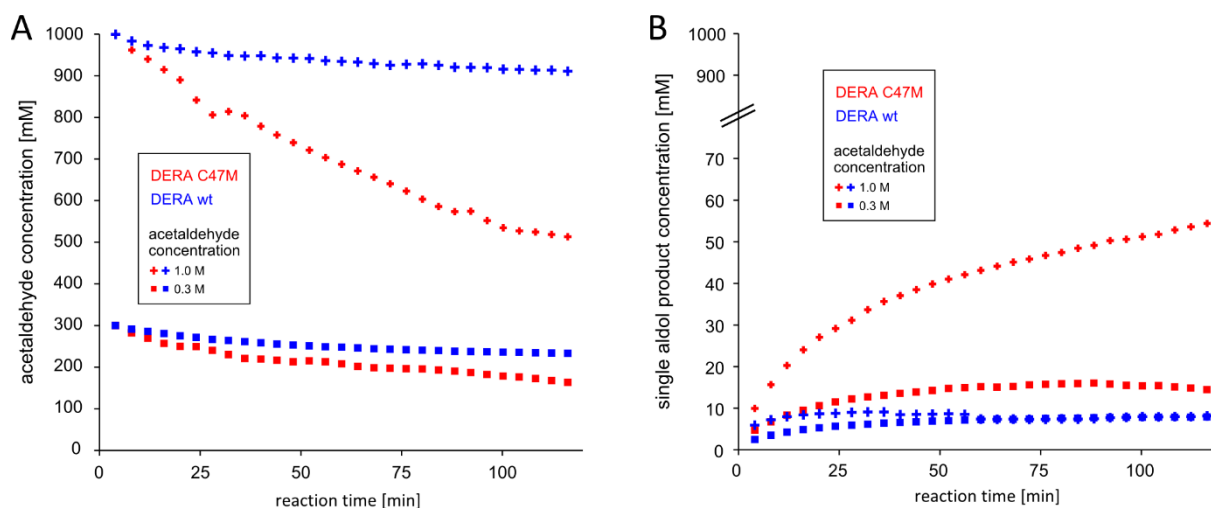 A
acetaldehyde concentration [mM]
1000
900
800
700
600
500
400
300
200
100
0
DERA C47M
DERA wt
acetaldehyde
concentration
1.0 M
0.3 M
0
25
50
75
100
reaction time [min]
B
single aldol product concentration [mM]
1000
900
70
60
50
40
30
20
10
0
DERA C47M
DERA wt
acetaldehyde
concentration
1.0 M
0.3 M
0
25
50
75
100
reaction time [min]